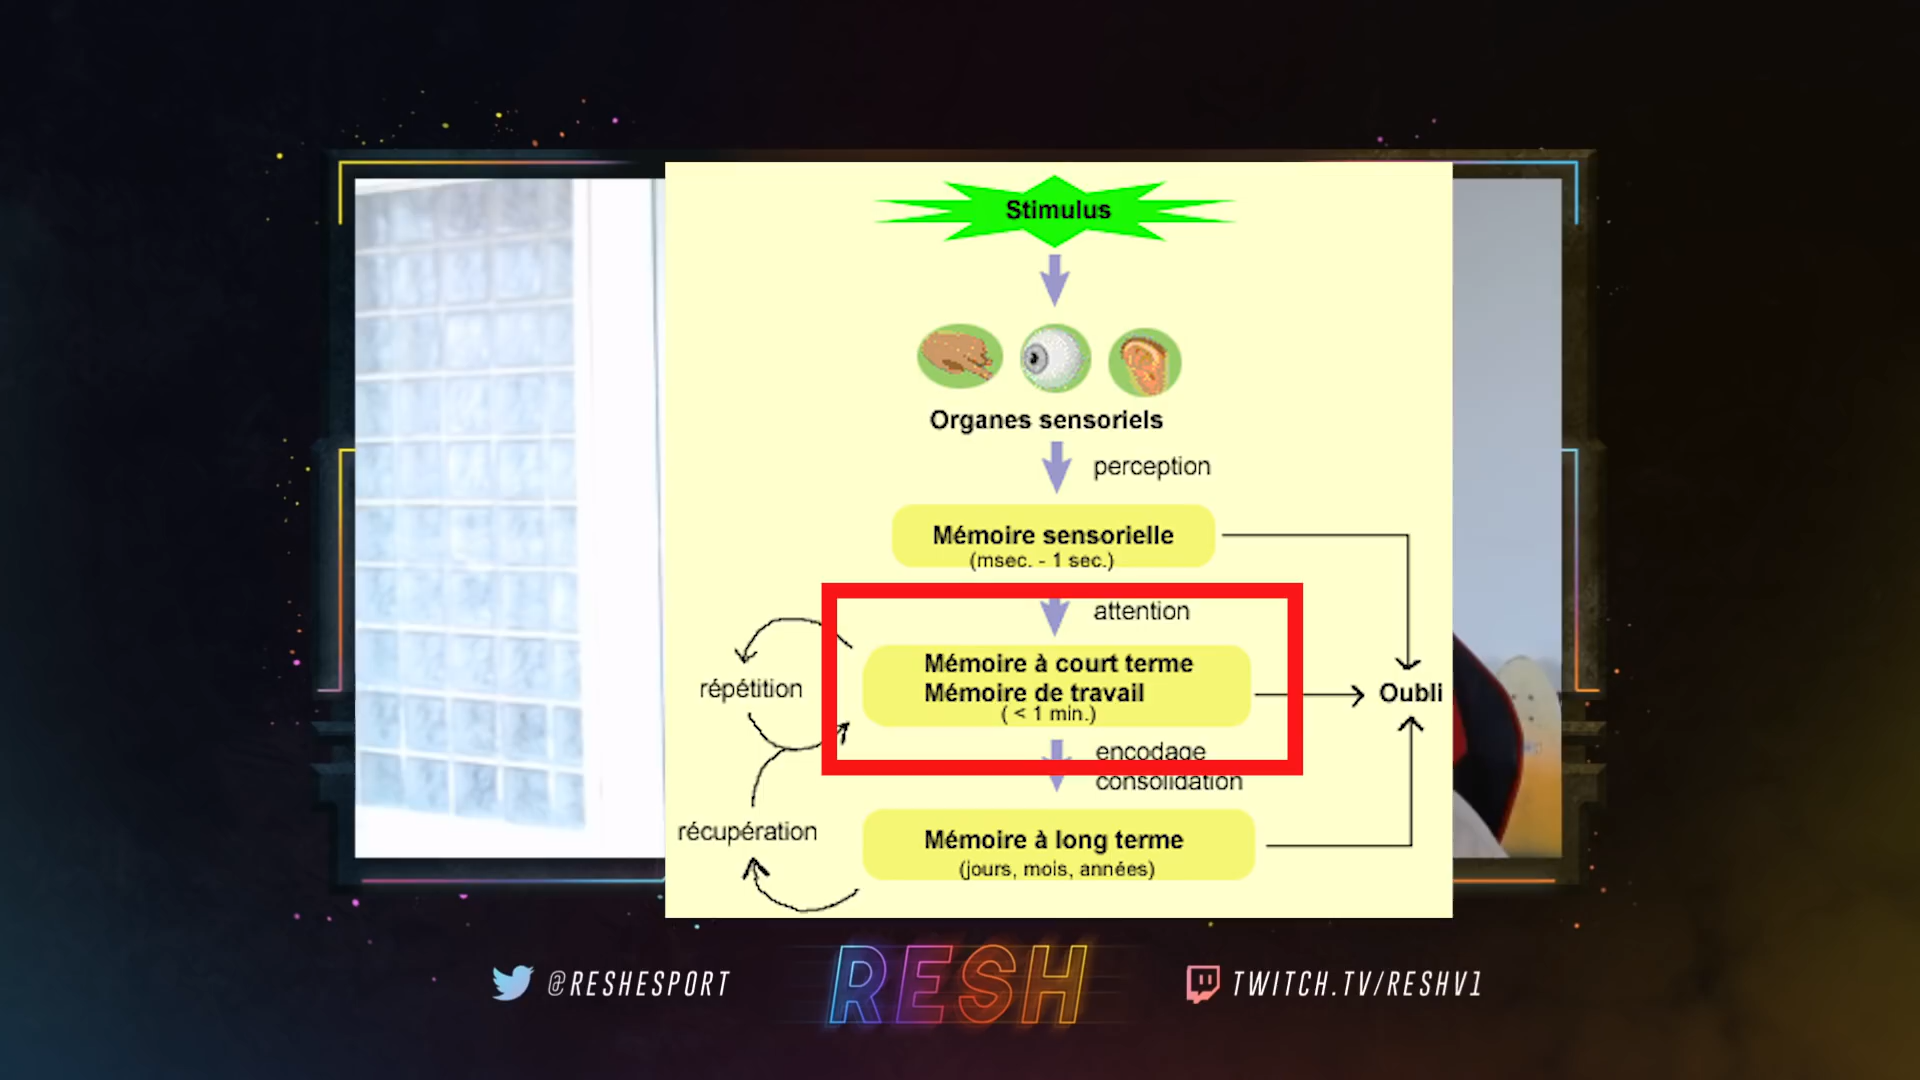 Stimulus
Organes sensoriels
perception
Mémoire sensorielle
(msec. - 1 sec.)
attention
Mémoire à court terme
Mémoire de travail
( < 1 min.)
répétition
Oubli
encodage
consolidation
récupération
Mémoire à long terme
(jours, mois, années)
@RESHESPORT
RESH
TWITCH.TV/RESHV1